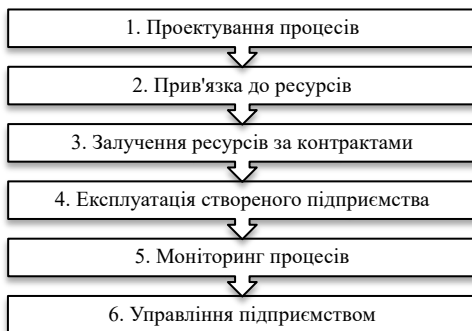 1. Проектування процесів
2. Прив'язка до ресурсів
3. Залучення ресурсів за контрактами
4. Експлуатація створеного підприємства
5. Моніторинг процесів
6. Управління підприємством